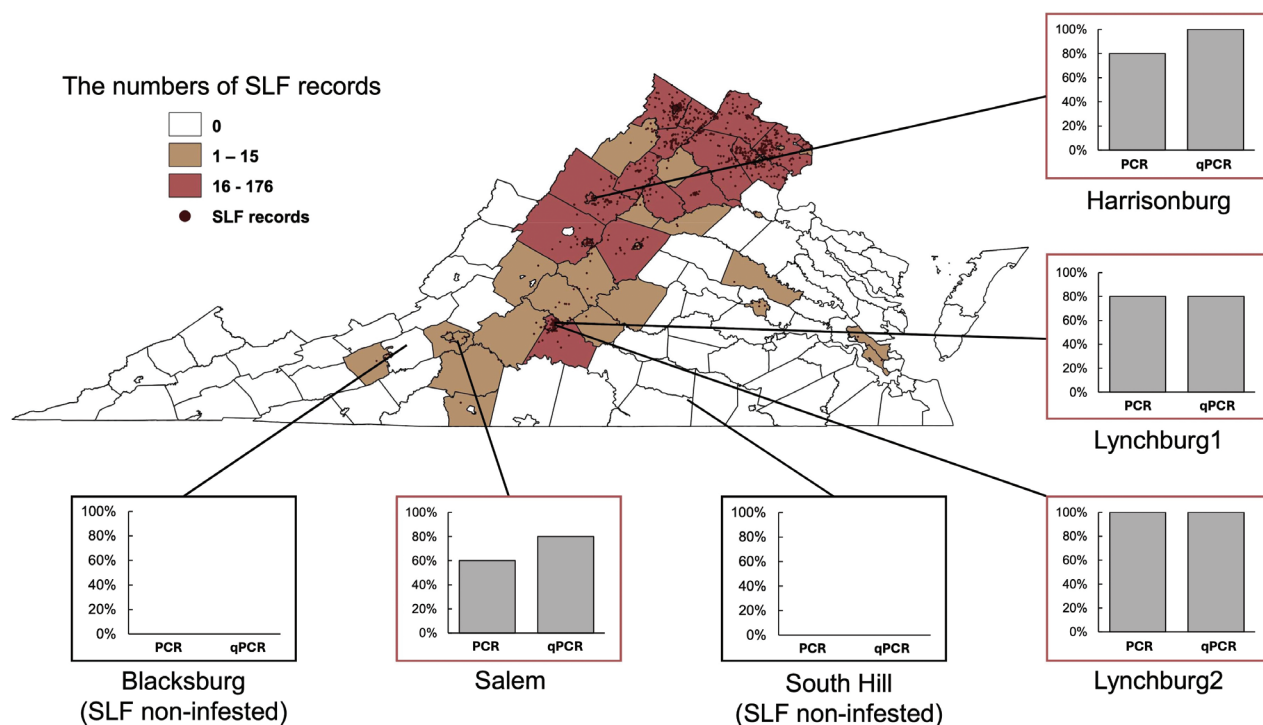 The numbers of SLF records
0
1 – 15
16 - 176
SLF records
100%
80%
60%
40%
20%
0%
PCR qPCR
Harrisonburg
100%
80%
60%
40%
20%
0%
PCR qPCR
Lynchburg1
100%
80%
60%
40%
20%
0%
PCR qPCR
Blacksburg
(SLF non-infested)
100%
80%
60%
40%
20%
0%
PCR qPCR
Salem
100%
80%
60%
40%
20%
0%
PCR qPCR
South Hill
(SLF non-infested)
100%
80%
60%
40%
20%
0%
PCR qPCR
Lynchburg2